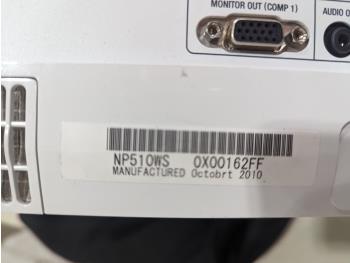 MONITOR OUT (COMP 1)
AUDIO O
NP510WS 0X00162FF
MANUFACTURED Octobrt 2010